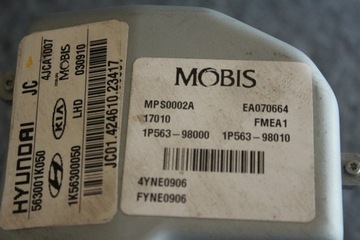 HYUNDAI JC
563001K050
KIA
1K56300050
LHD
4JCA1007
MOBIS
030910
JC01.424610.23417
MOBIS
MPS0002A EA070664
17010 FMEA1
1P563-98000 1P563-98010
4YNE0906
FYNE0906